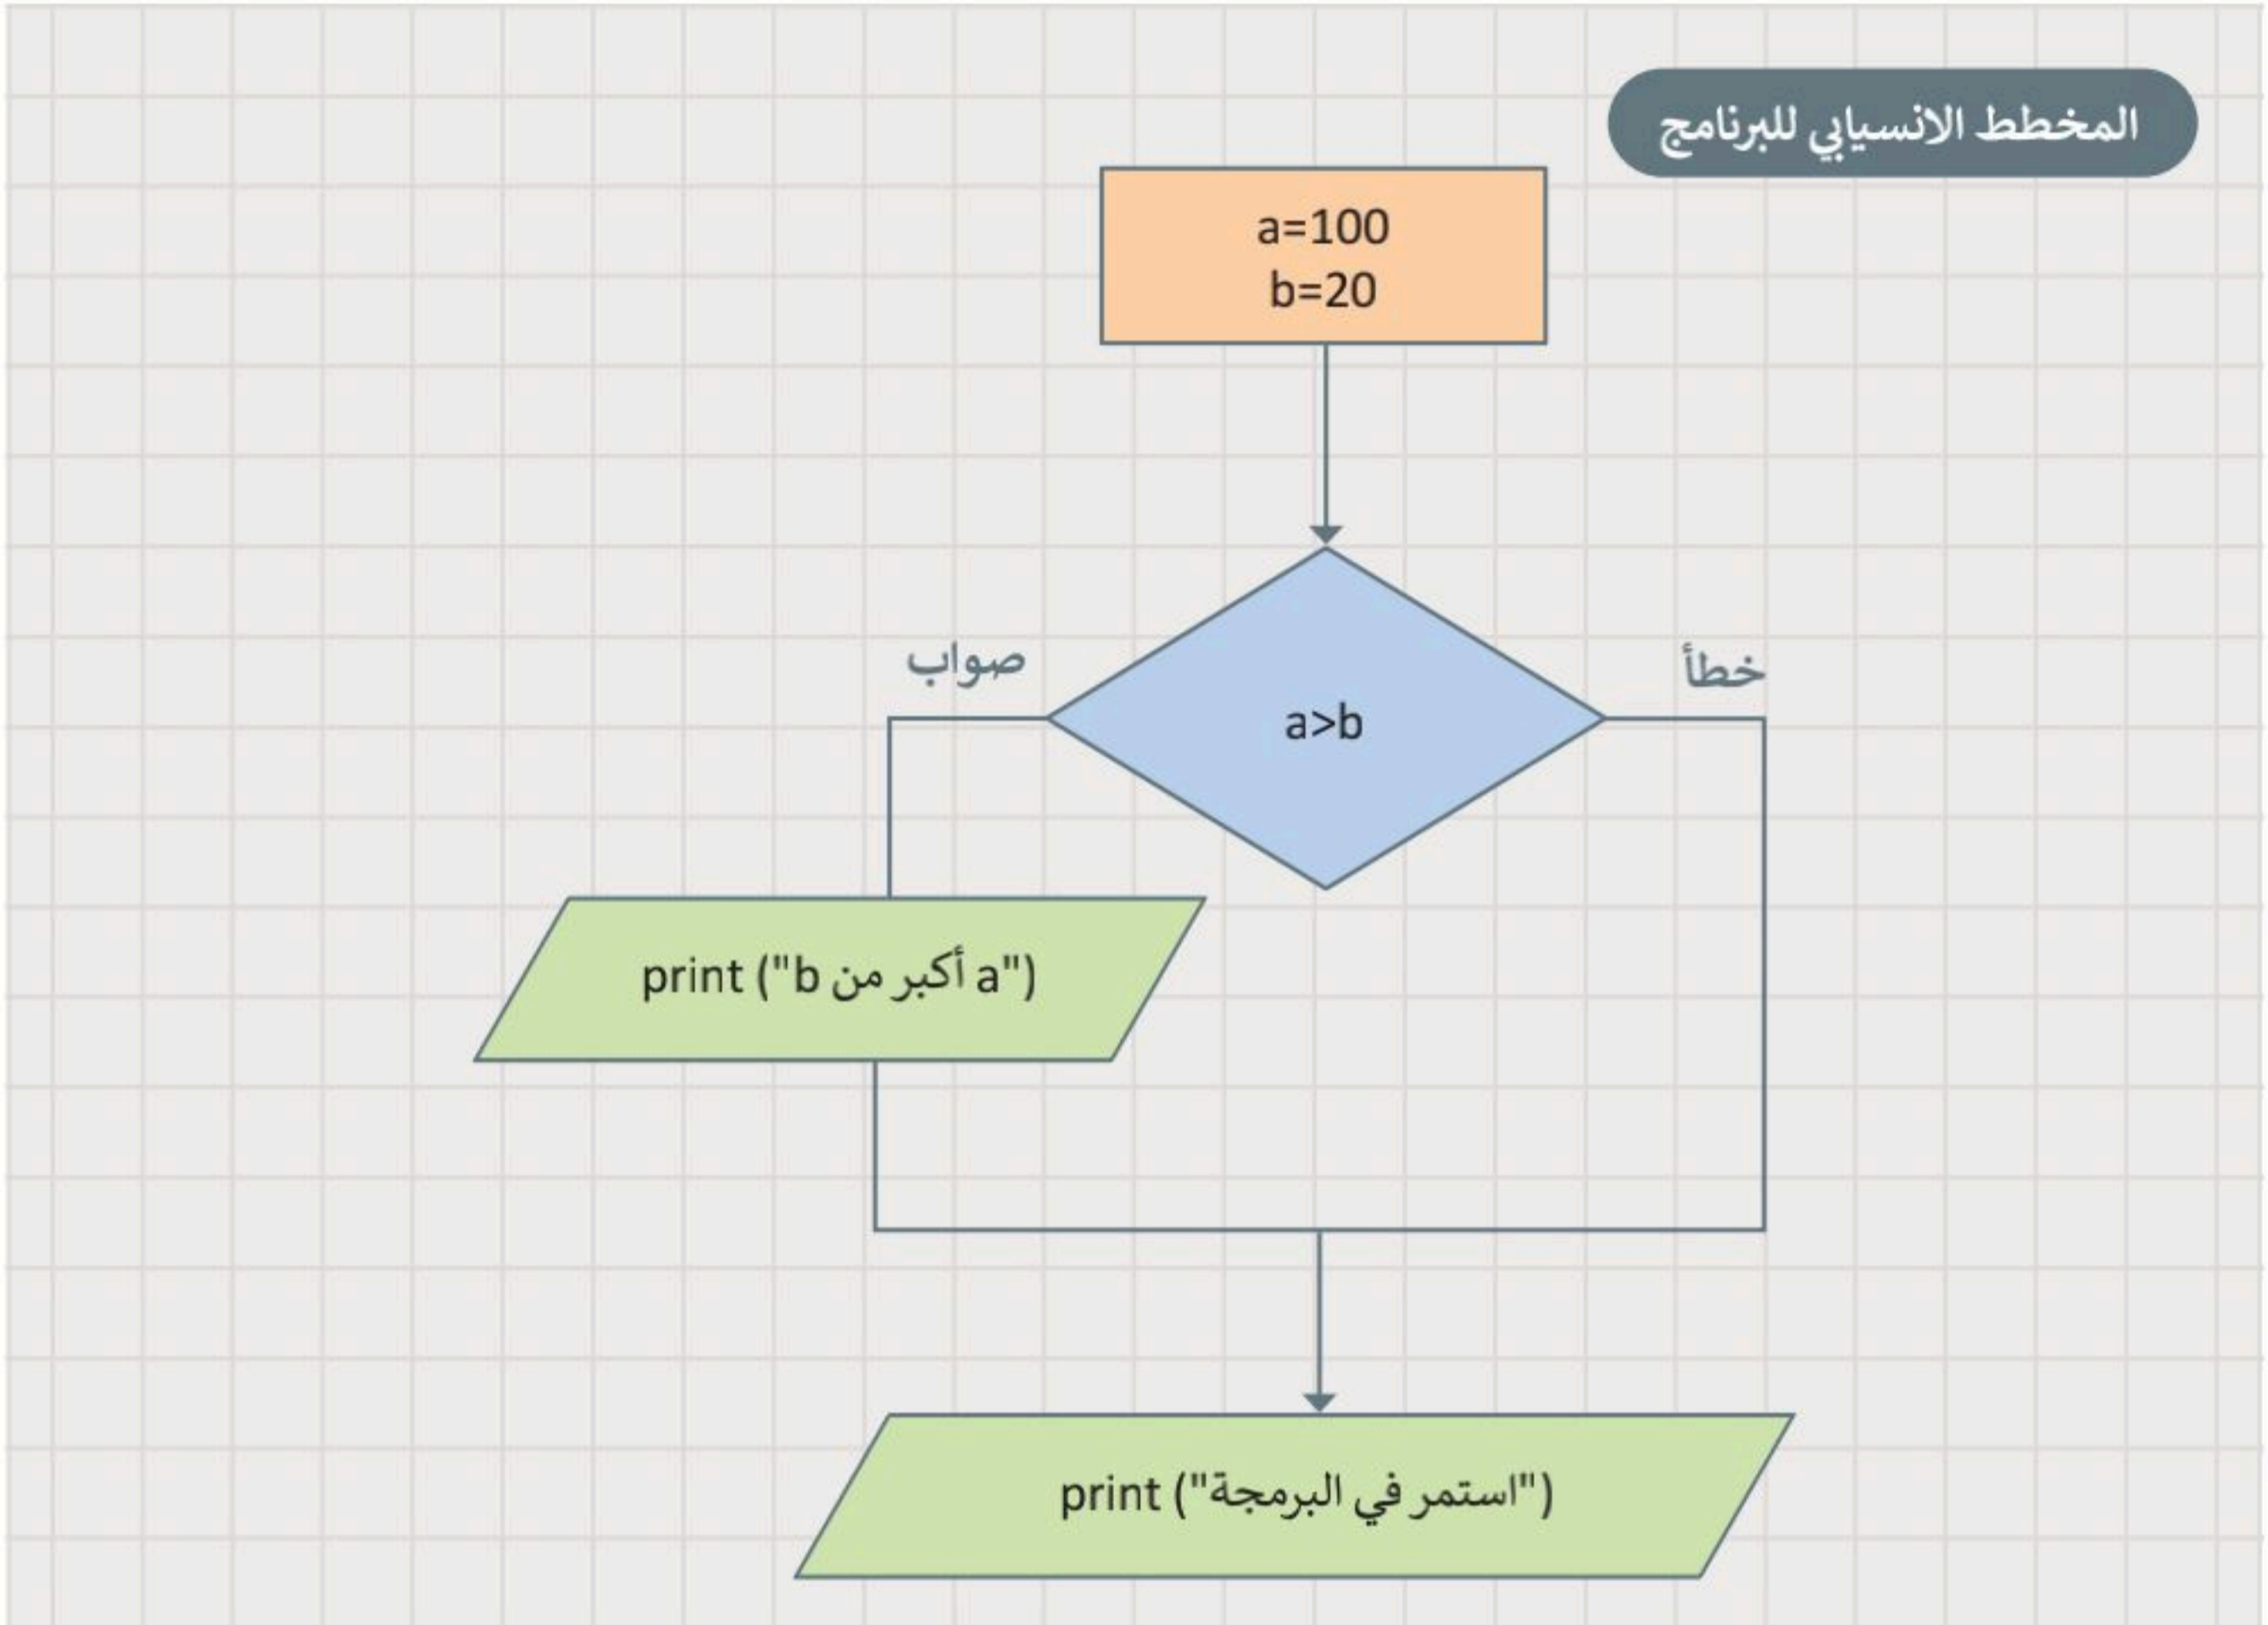 المخطط الانسيابي للبرنامج
a=100
b=20
a>b
صواب
خطأ
print ("a أكبر من b")
print ("استمر في البرمجة")